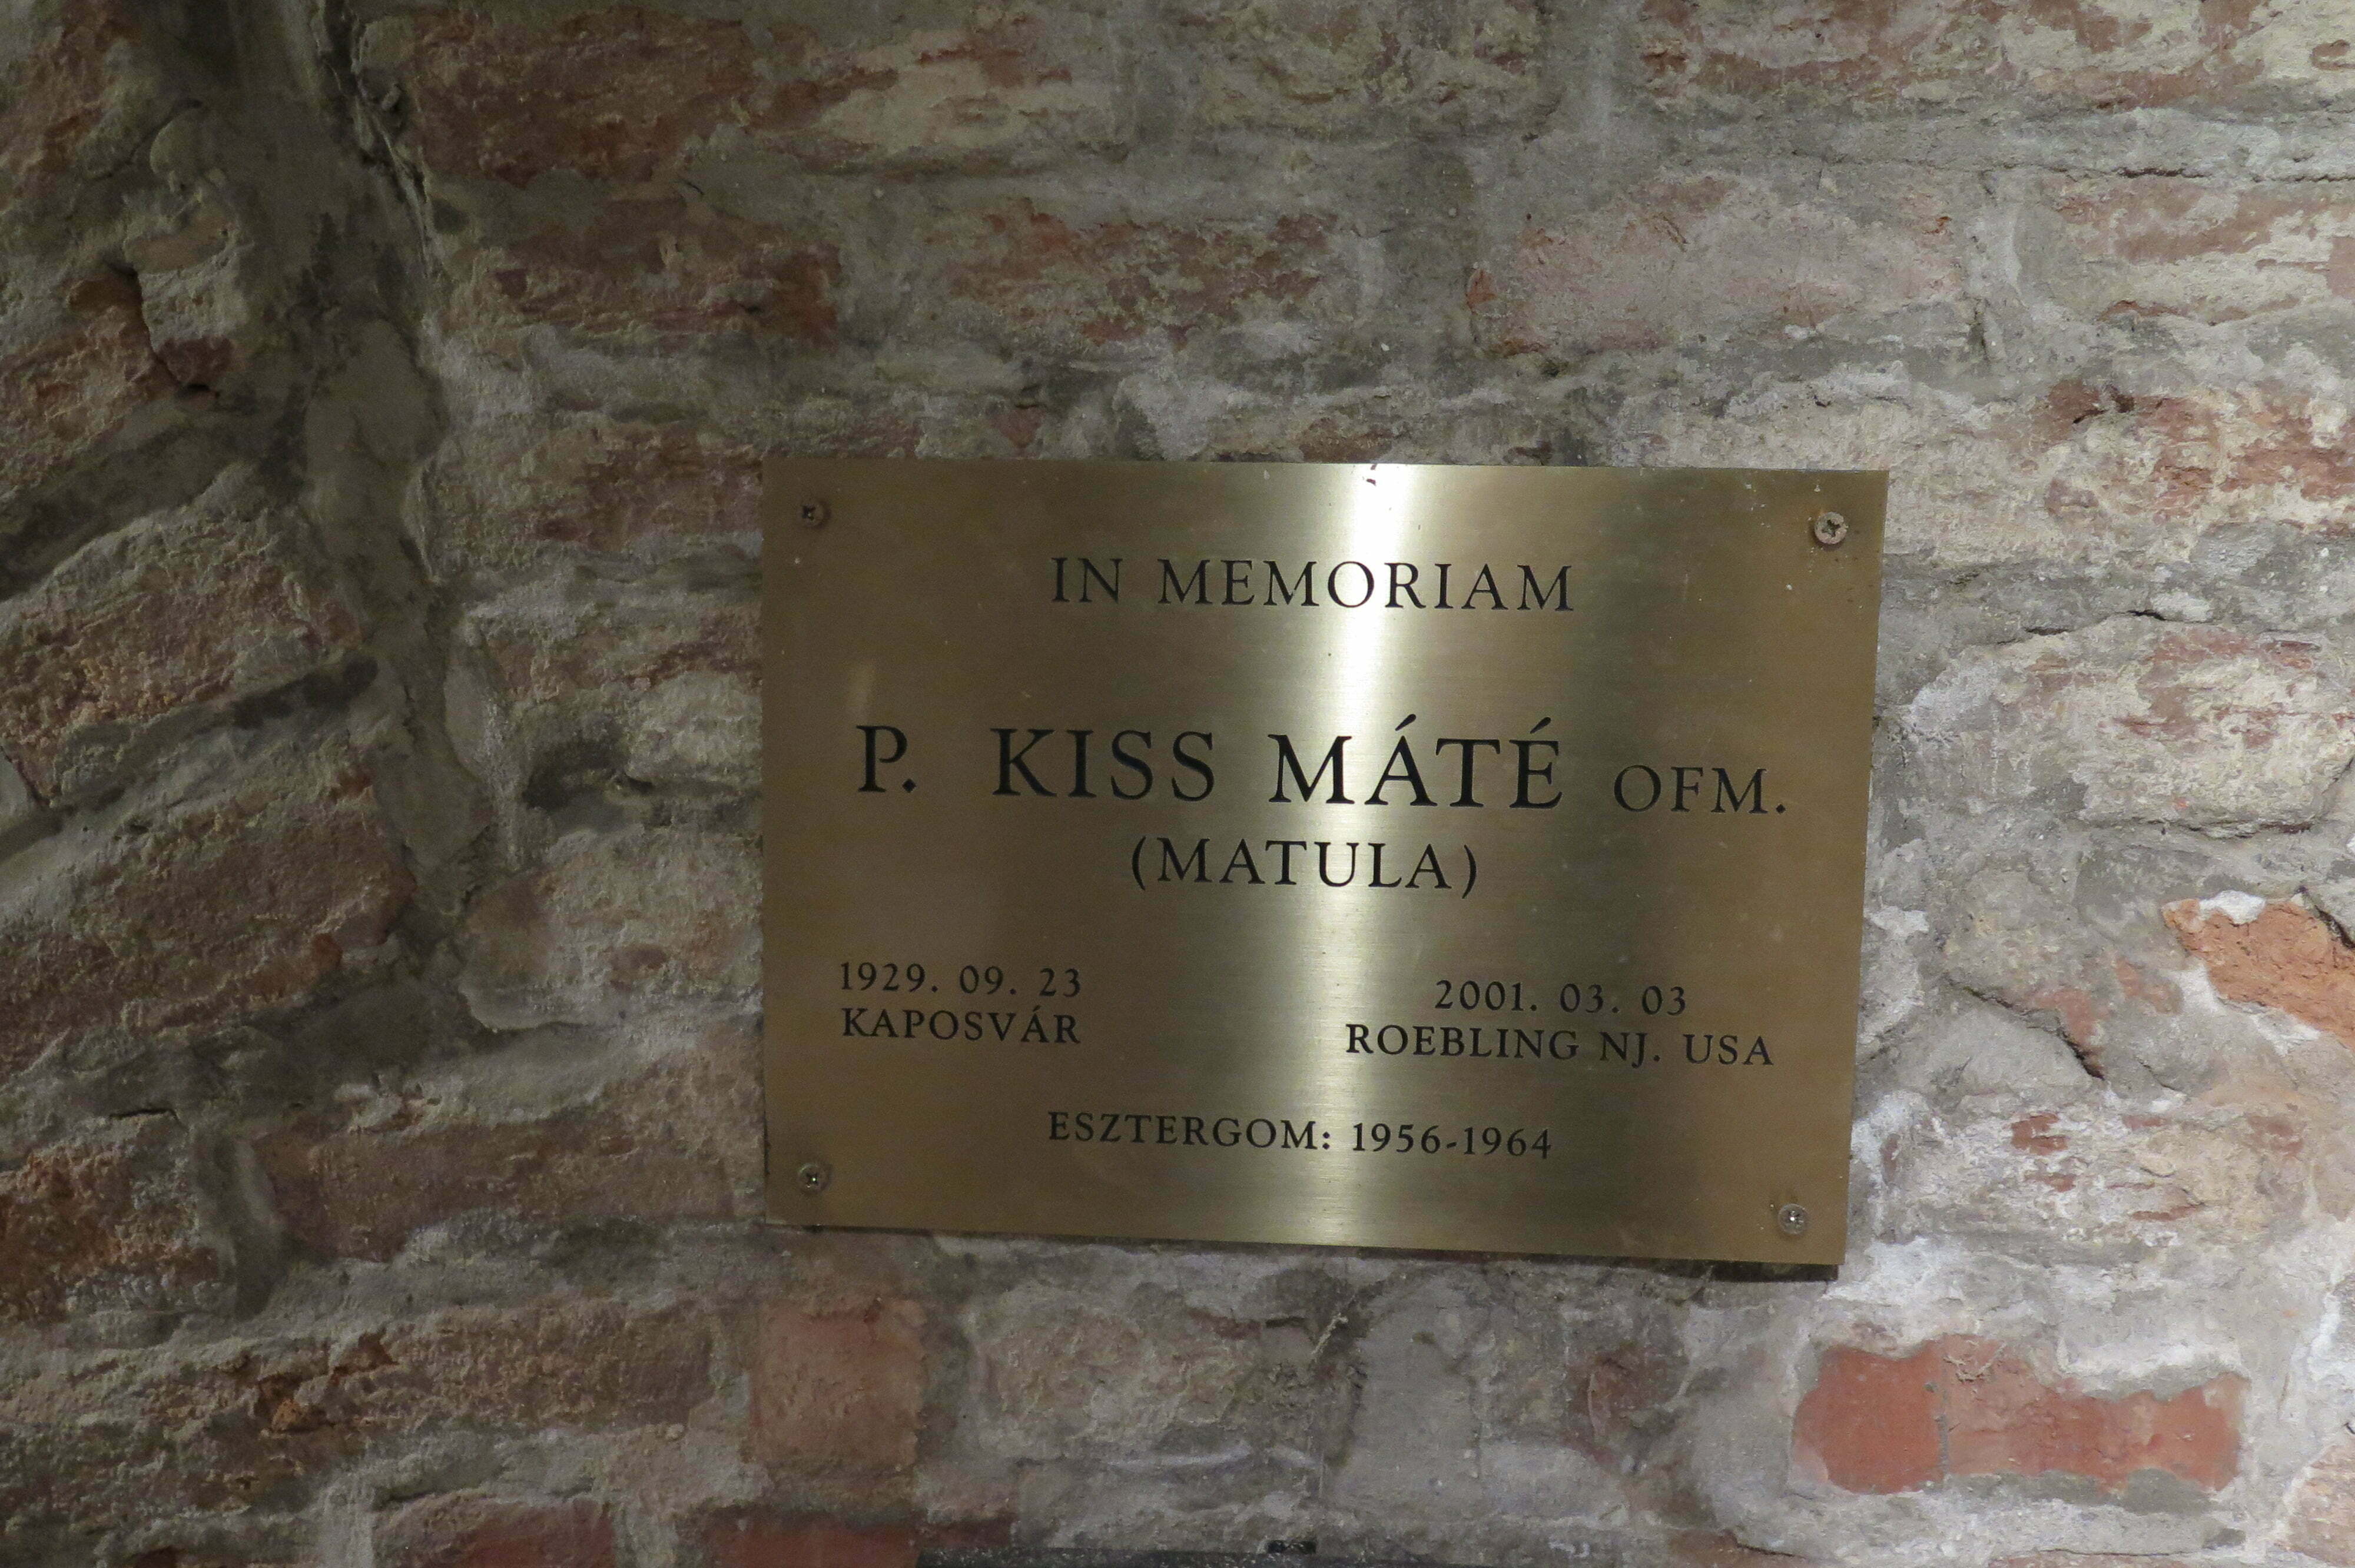 IN MEMORIAM
P. KISS MÁTÉ OFM.
(MATULA)
1929. 09. 23
KAPOSVÁR
2001. 03. 03
ROEBLING NJ. USA
ESZTERGOM: 1956-1964